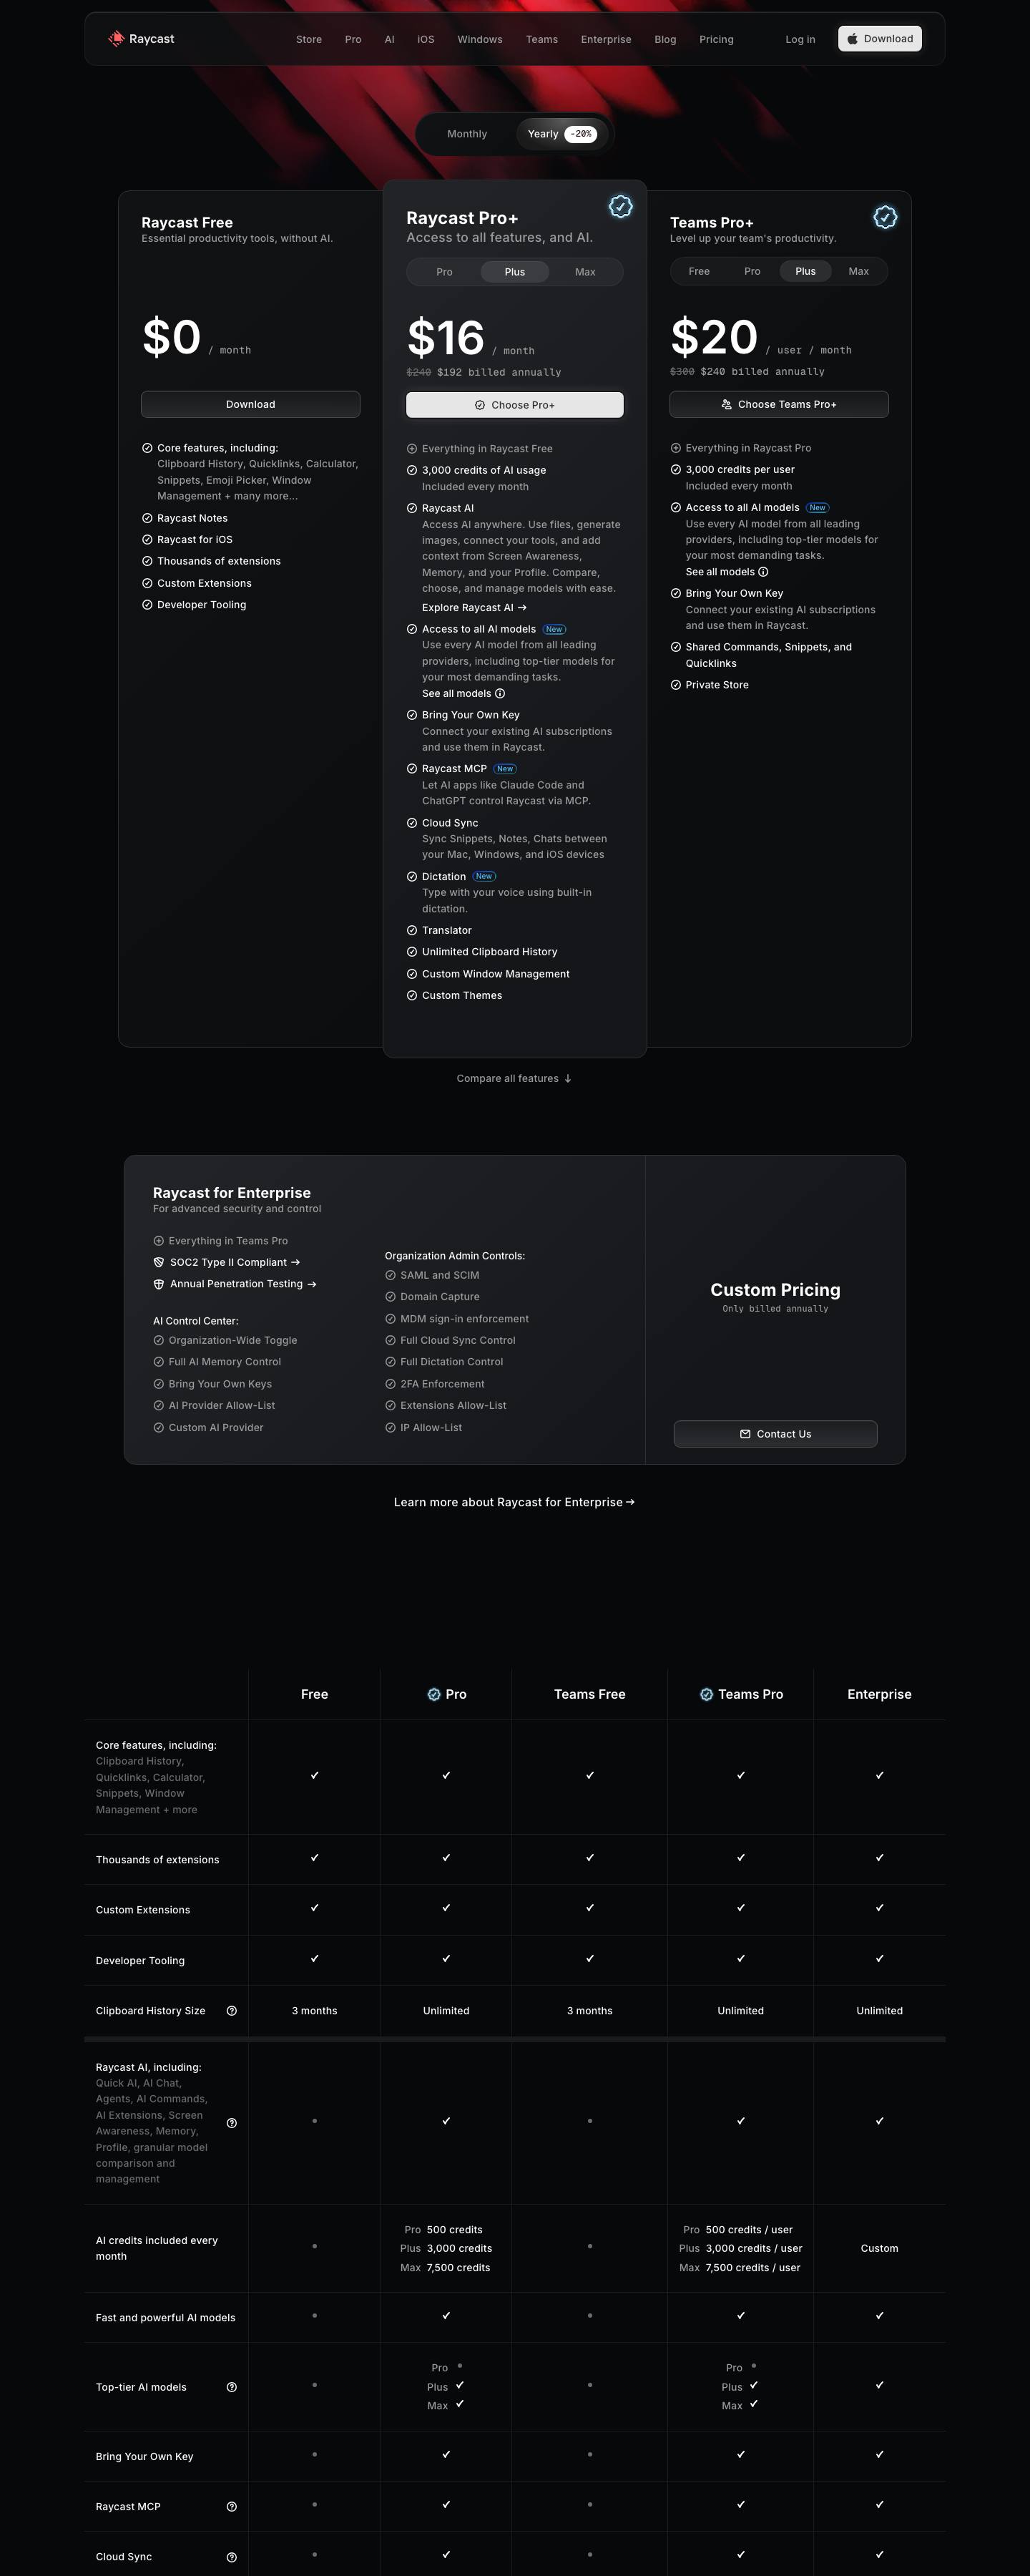 Raycast
Store Pro AI iOS Windows Teams Enterprise Blog Pricing
Log in
Download
Monthly
Yearly -20%
Raycast Free
Essential productivity tools, without AI.
$0 / month
Download
Core features, including:
Clipboard History, Quicklinks, Calculator,
Snippets, Emoji Picker, Window
Management + many more...
Raycast Notes
Raycast for iOS
Thousands of extensions
Custom Extensions
Developer Tooling
Raycast Pro+
Access to all features, and AI.
Pro Plus Max
$16 / month
$240 $192 billed annually
Choose Pro+
Everything in Raycast Free
3,000 credits of AI usage
Included every month
Raycast AI
Access AI anywhere. Use files, generate
images, connect your tools, and add
context from Screen Awareness,
Memory, and your Profile. Compare,
choose, and manage models with ease.
Explore Raycast AI →
Access to all AI models New
Use every AI model from all leading
providers, including top-tier models for
your most demanding tasks.
See all models
Bring Your Own Key
Connect your existing AI subscriptions
and use them in Raycast.
Raycast MCP New
Let AI apps like Claude Code and
ChatGPT control Raycast via MCP.
Cloud Sync
Sync Snippets, Notes, Chats between
your Mac, Windows, and iOS devices
Dictation New
Type with your voice using built-in
dictation.
Translator
Unlimited Clipboard History
Custom Window Management
Custom Themes
Teams Pro+
Level up your team's productivity.
Free Pro Plus Max
$20 / user / month
$300 $240 billed annually
Choose Teams Pro+
Everything in Raycast Pro
3,000 credits per user
Included every month
Access to all AI models New
Use every AI model from all leading
providers, including top-tier models for
your most demanding tasks.
See all models
Bring Your Own Key
Connect your existing AI subscriptions
and use them in Raycast.
Shared Commands, Snippets, and
Quicklinks
Private Store
Compare all features ↓
Raycast for Enterprise
For advanced security and control
Everything in Teams Pro
SOC2 Type II Compliant →
Annual Penetration Testing →
AI Control Center:
Organization-Wide Toggle
Full AI Memory Control
Bring Your Own Keys
AI Provider Allow-List
Custom AI Provider
Organization Admin Controls:
SAML and SCIM
Domain Capture
MDM sign-in enforcement
Full Cloud Sync Control
Full Dictation Control
2FA Enforcement
Extensions Allow-List
IP Allow-List
Custom Pricing
Only billed annually
Contact Us
Learn more about Raycast for Enterprise →
Free Pro Teams Free Teams Pro Enterprise
Core features, including:
Clipboard History,
Quicklinks, Calculator,
Snippets, Window
Management + more
Thousands of extensions
Custom Extensions
Developer Tooling
Clipboard History Size 3 months Unlimited 3 months Unlimited Unlimited
Raycast AI, including:
Quick AI, AI Chat,
Agents, AI Commands,
AI Extensions, Screen
Awareness, Memory,
Profile, granular model
comparison and
management
AI credits included every
month
Pro 500 credits
Plus 3,000 credits
Max 7,500 credits
Pro 500 credits / user
Plus 3,000 credits / user
Max 7,500 credits / user
Custom
Fast and powerful AI models
Top-tier AI models
Pro
Plus
Max
Pro
Plus
Max
Bring Your Own Key
Raycast MCP
Cloud Sync